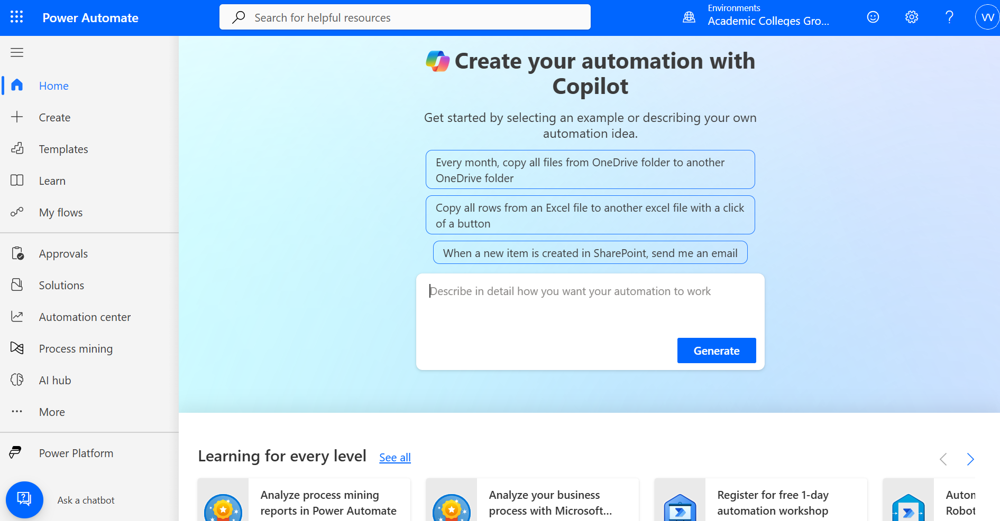 Power Automate
Search for helpful resources
Environments
Academic Colleges Gro...
VV
Home
Create
Templates
Learn
My flows
Approvals
Solutions
Automation center
Process mining
AI hub
More
Power Platform
Ask a chatbot
Create your automation with
Copilot
Get started by selecting an example or describing your own
automation idea.
Every month, copy all files from OneDrive folder to another
OneDrive folder
Copy all rows from an Excel file to another excel file with a click
of a button
When a new item is created in SharePoint, send me an email
Describe in detail how you want your automation to work
Generate
Learning for every level See all
Analyze process mining
reports in Power Automate
Analyze your business
process with Microsoft...
Register for free 1-day
automation workshop